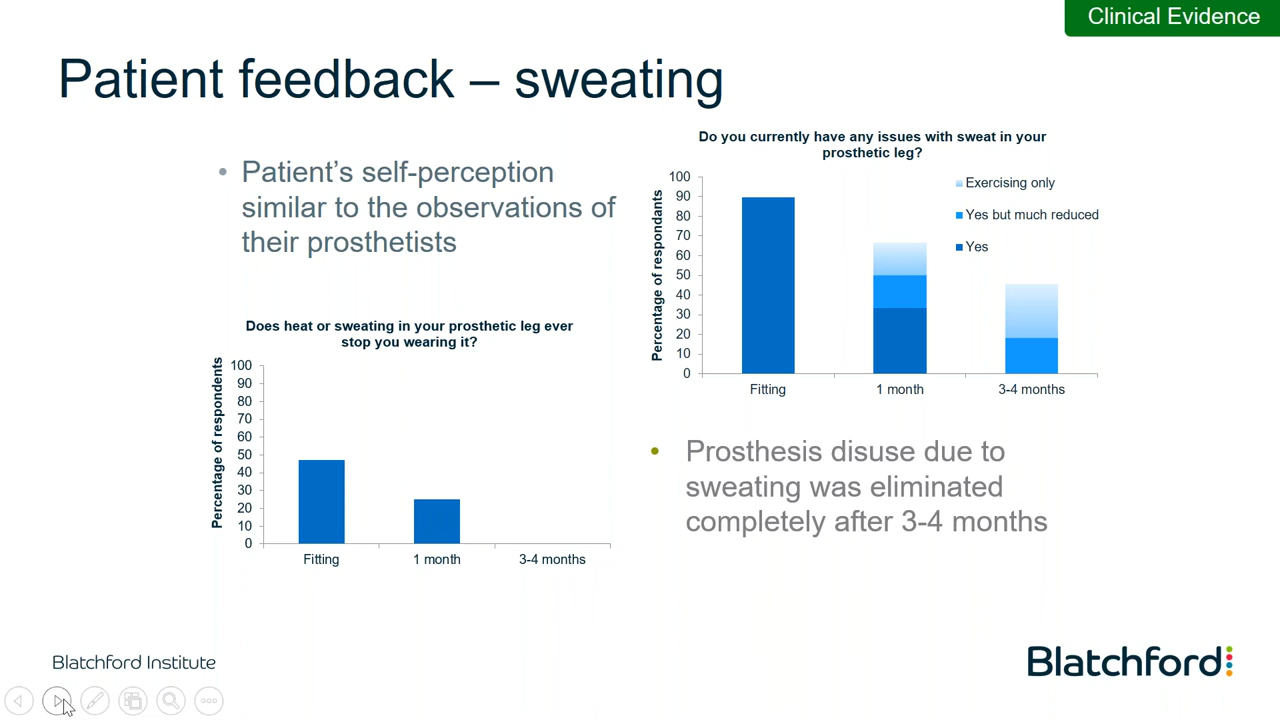 Clinical Evidence
Patient feedback – sweating
• Patient's self-perception
similar to the observations of
their prosthetists
Does heat or sweating in your prosthetic leg ever
stop you wearing it?
Percentage of respondents
100
90
80
70
60
50
40
30
20
10
0
Fitting
1 month
3-4 months
Do you currently have any issues with sweat in your
prosthetic leg?
Percentage of respondants
100
90
80
70
60
50
40
30
20
10
0
Exercising only
Yes but much reduced
Yes
Fitting
1 month
3-4 months
• Prosthesis disuse due to
sweating was eliminated
completely after 3-4 months
Blatchford Institute
Blatchford